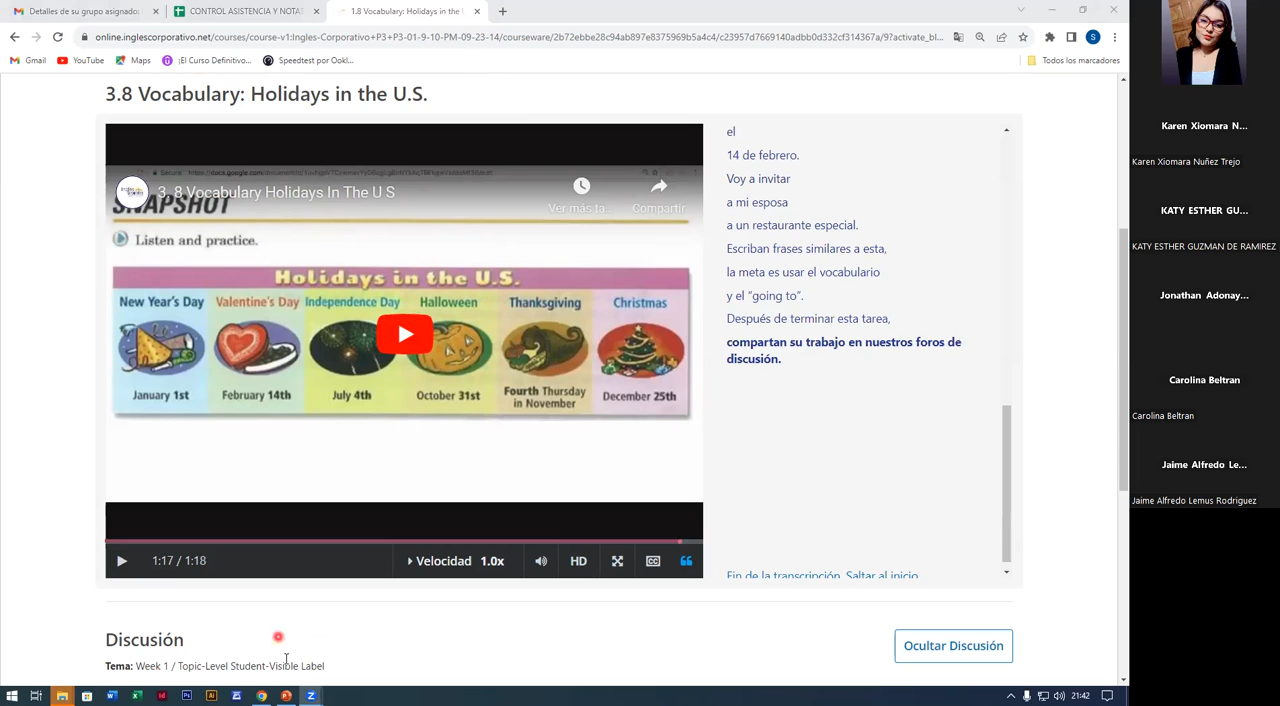 Detalles de su grupo asignado
CONTROL ASISTENCIA Y NOTAS
1.8 Vocabulary: Holidays in the
online.inglescorporativo.net/courses/course-v1:Ingles-Corporativo+P3+P3-01-9-10-PM-09-23-14/courseware/2b72ebbe28c94ab897e8375969b5a4c4/c23957d7669140adbb0d332cf314367a/9?activate_bl...
Gmail
YouTube
Maps
¡El Curso Definitivo...
Speedtest por Ookl...
Todos los marcadores
3.8 Vocabulary: Holidays in the U.S.
3 8 Vocabulary Holidays In The U S
Ver más ta...
Compartir
SNAPSHOT
Listen and practice.
Holidays in the U.S.
New Year's Day
Valentine's Day
Independence Day
Halloween
Thanksgiving
Christmas
January 1st
February 14th
July 4th
October 31st
Fourth Thursday
in November
December 25th
1:17 / 1:18
Velocidad 1.0x
HD
CC
el
14 de febrero.
Voy a invitar
a mi esposa
a un restaurante especial.
Escriban frases similares a esta,
la meta es usar el vocabulario
y el “going to”.
Después de terminar esta tarea,
compartan su trabajo en nuestros foros de
discusión.
Fin de la transcripción. Saltar al inicio.
Discusión
Tema: Week 1 / Topic-Level Student-Visible Label
Ocultar Discusión
Karen Xiomara N...
Karen Xiomara Nuñez Trejo
KATY ESTHER GU...
KATY ESTHER GUZMAN DE RAMIREZ
Jonathan Adonay...
Carolina Beltran
Carolina Beltran
Jaime Alfredo Le...
Jaime Alfredo Lemus Rodriguez
21:42